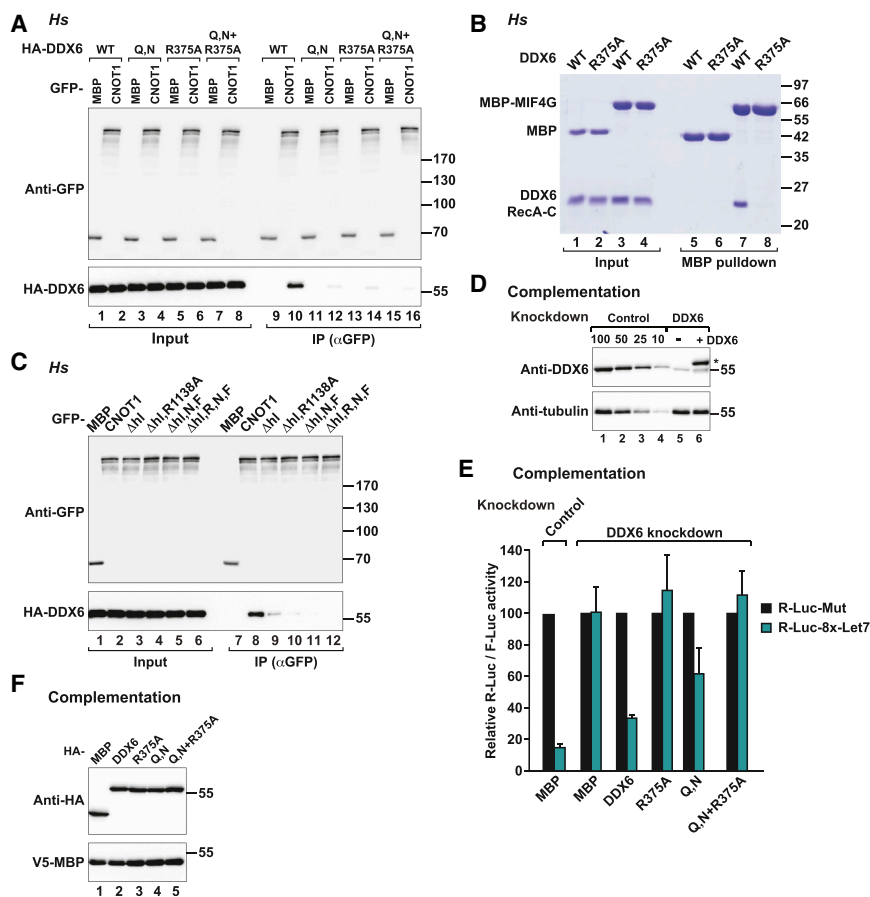 A
Hs
HA-DDX6
WT
Q,N
R375A
Q,N+
R375A
WT
Q,N
R375A
Q,N+
R375A
GFP-
MBP
CNOT1
MBP
CNOT1
MBP
CNOT1
MBP
CNOT1
MBP
CNOT1
MBP
CNOT1
MBP
CNOT1
MBP
CNOT1
Anti-GFP
170
130
100
70
HA-DDX6
55
1 2 3 4 5 6 7 8 9 10 11 12 13 14 15 16
Input
IP (αGFP)
B
Hs
DDX6
WT
R375A
WT
R375A
WT
R375A
WT
R375A
MBP-MIF4G
MBP
DDX6
RecA-C
97
66
55
42
35
27
20
1 2 3 4 5 6 7 8
Input
MBP pulldown
C
Hs
GFP-
MBP
CNOT1
ΔhI
ΔhI,R1138A
ΔhI,N,F
ΔhI,R,N,F
MBP
CNOT1
ΔhI
ΔhI,R1138A
ΔhI,N,F
ΔhI,R,N,F
Anti-GFP
170
130
100
70
HA-DDX6
55
1 2 3 4 5 6 7 8 9 10 11 12
Input
IP (αGFP)
D
Complementation
Knockdown
Control
DDX6
100 50 25 10 - + DDX6
Anti-DDX6
*
55
Anti-tubulin
55
1 2 3 4 5 6
E
Complementation
Knockdown
Control
DDX6 knockdown
Relative R-Luc / F-Luc activity
140
120
100
80
60
40
20
0
R-Luc-Mut
R-Luc-8x-Let7
MBP
MBP
DDX6
R375A
Q,N
Q,N+R375A
F
Complementation
HA-
MBP
DDX6
R375A
Q,N
Q,N+R375A
Anti-HA
55
V5-MBP
55
1 2 3 4 5